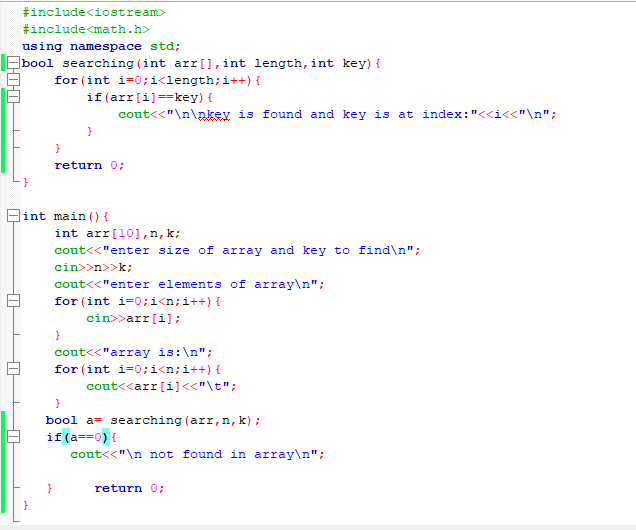 #include<iostream>
#include<math.h>
using namespace std;
bool searching(int arr[],int length,int key){
    for(int i=0;i<length;i++){
        if(arr[i]==key){
            cout<<"\n\nkey is found and key is at index:"<<i<<"\n";
        }
    }
    return 0;
}

int main(){
    int arr[10],n,k;
    cout<<"enter size of array and key to find\n";
    cin>>n>>k;
    cout<<"enter elements of array\n";
    for(int i=0;i<n;i++){
        cin>>arr[i];
    }
    cout<<"array is:\n";
    for(int i=0;i<n;i++){
        cout<<arr[i]<<"\t";
    }
   bool a= searching(arr,n,k);
   if(a==0){
      cout<<"\n not found in array\n";

   }     return 0;
}